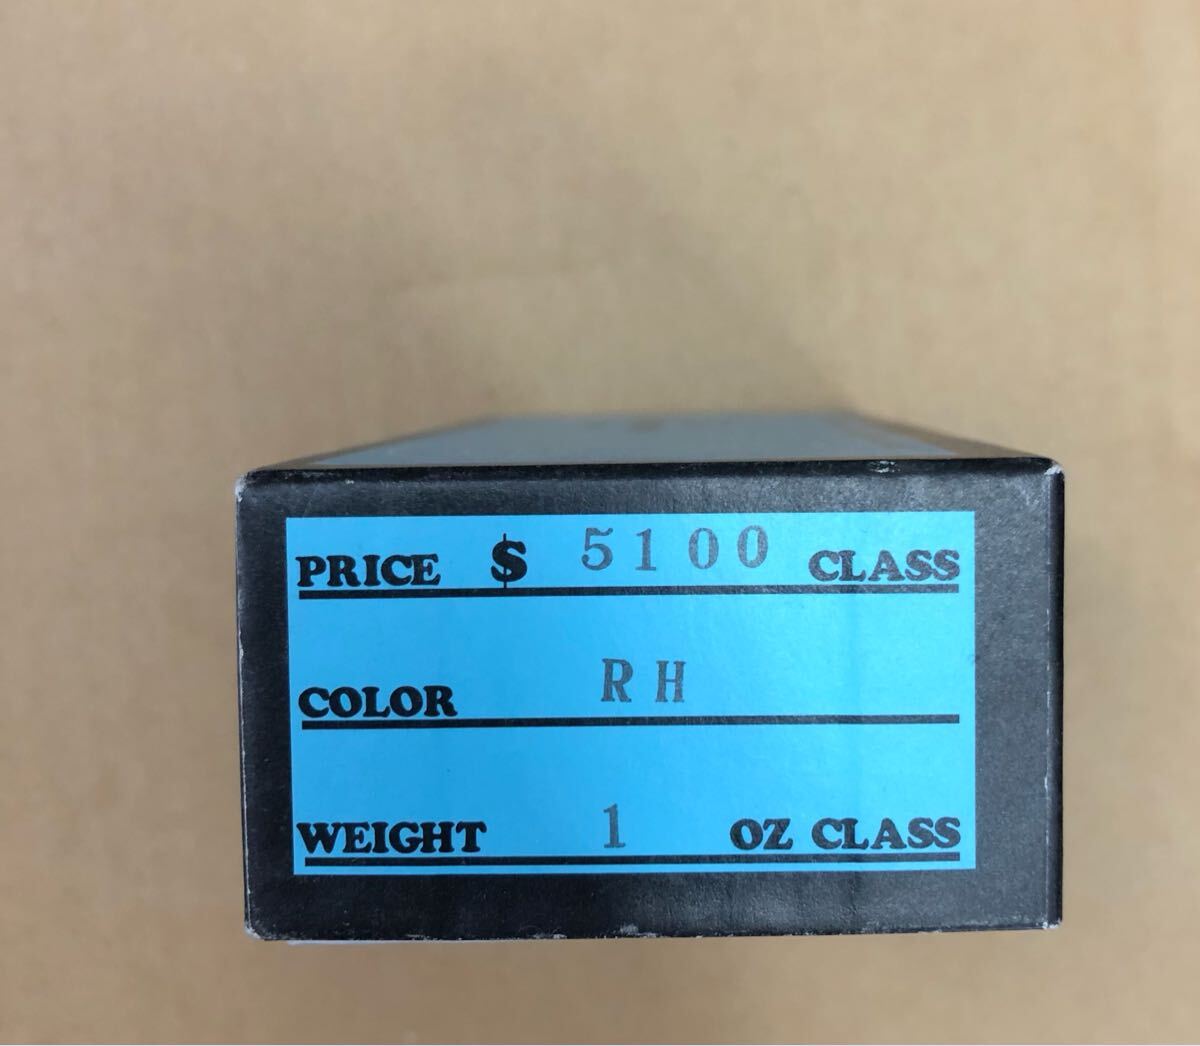 PRICE $ 5100 CLASS
COLOR RH
WEIGHT 1 OZ CLASS